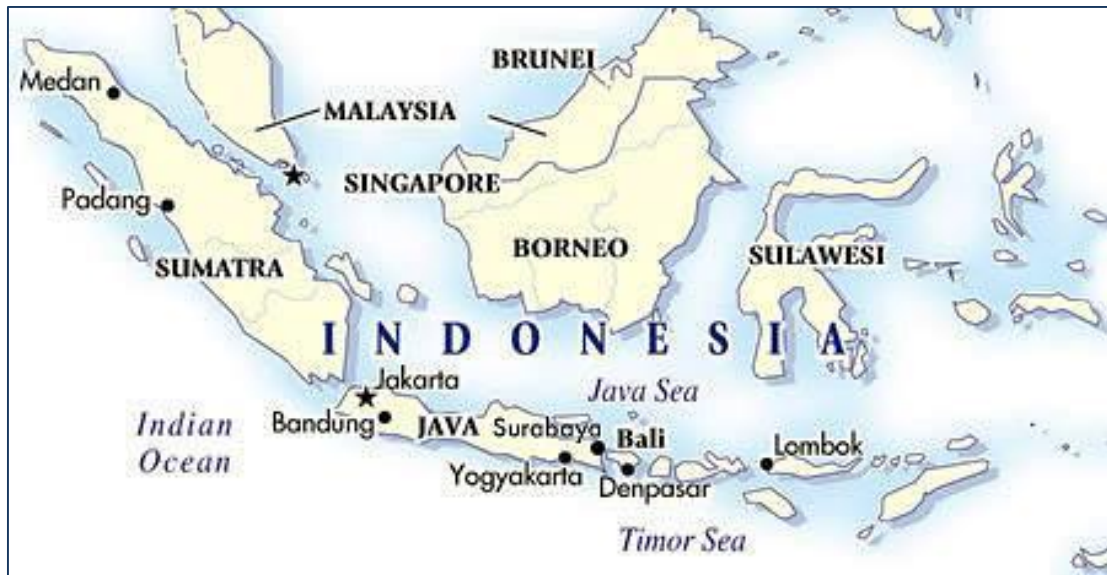 BRUNEI
Medan
MALAYSIA
SINGAPORE
Padang
BORNEO
SULAWESI
SUMATRA
INDONESIA
Jakarta
Java Sea
Bandung
JAVA
Surabaya
Bali
Indian
Ocean
Lombok
Yogyakarta
Denpasar
Timor Sea